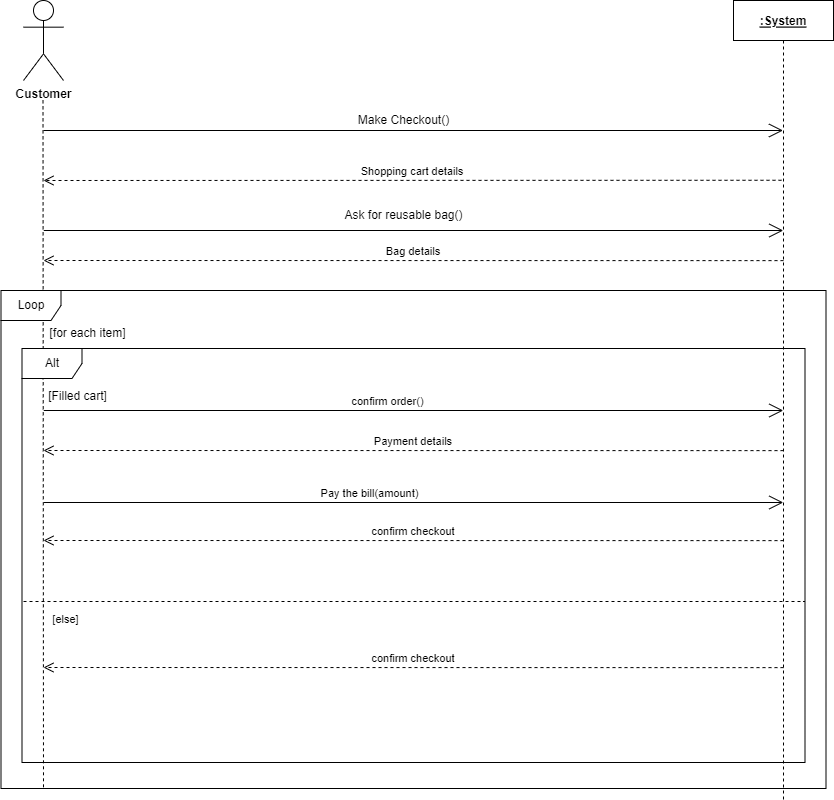 :System
Customer
Make Checkout()
Shopping cart details
Ask for reusable bag()
Bag details
Loop
[for each item]
Alt
[Filled cart]
confirm order()
Payment details
Pay the bill(amount)
confirm checkout
[else]
confirm checkout